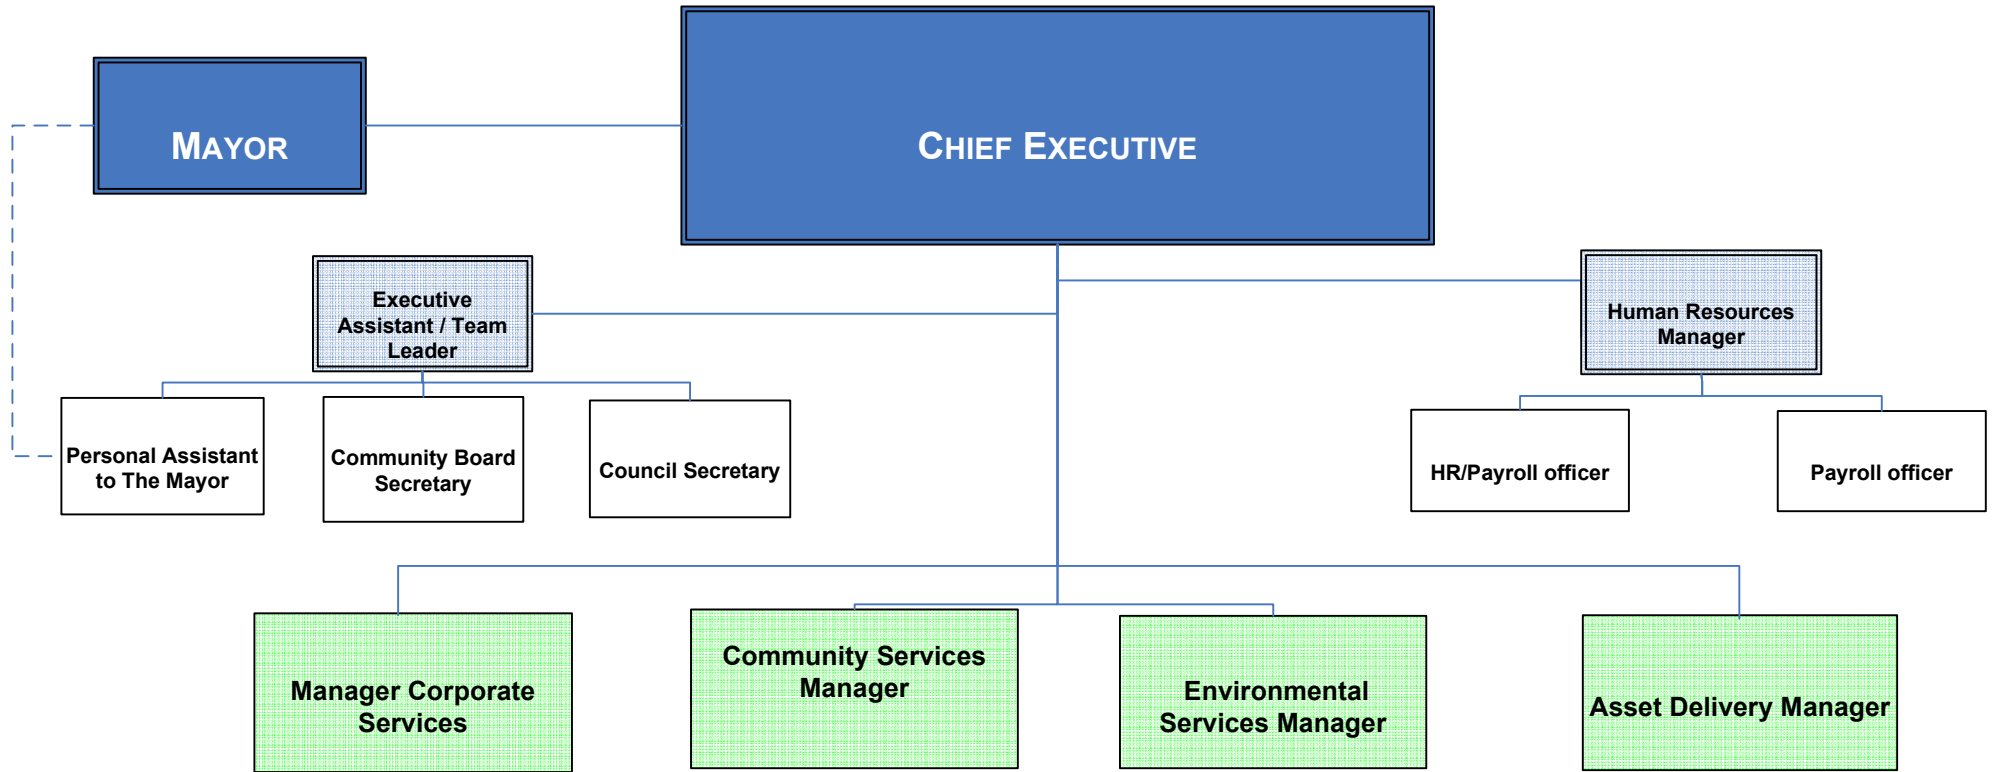 MAYOR
CHIEF EXECUTIVE
Executive
Assistant / Team
Leader
Human Resources
Manager
Personal Assistant
to The Mayor
Community Board
Secretary
Council Secretary
HR/Payroll officer
Payroll officer
Manager Corporate
Services
Community Services
Manager
Environmental
Services Manager
Asset Delivery Manager